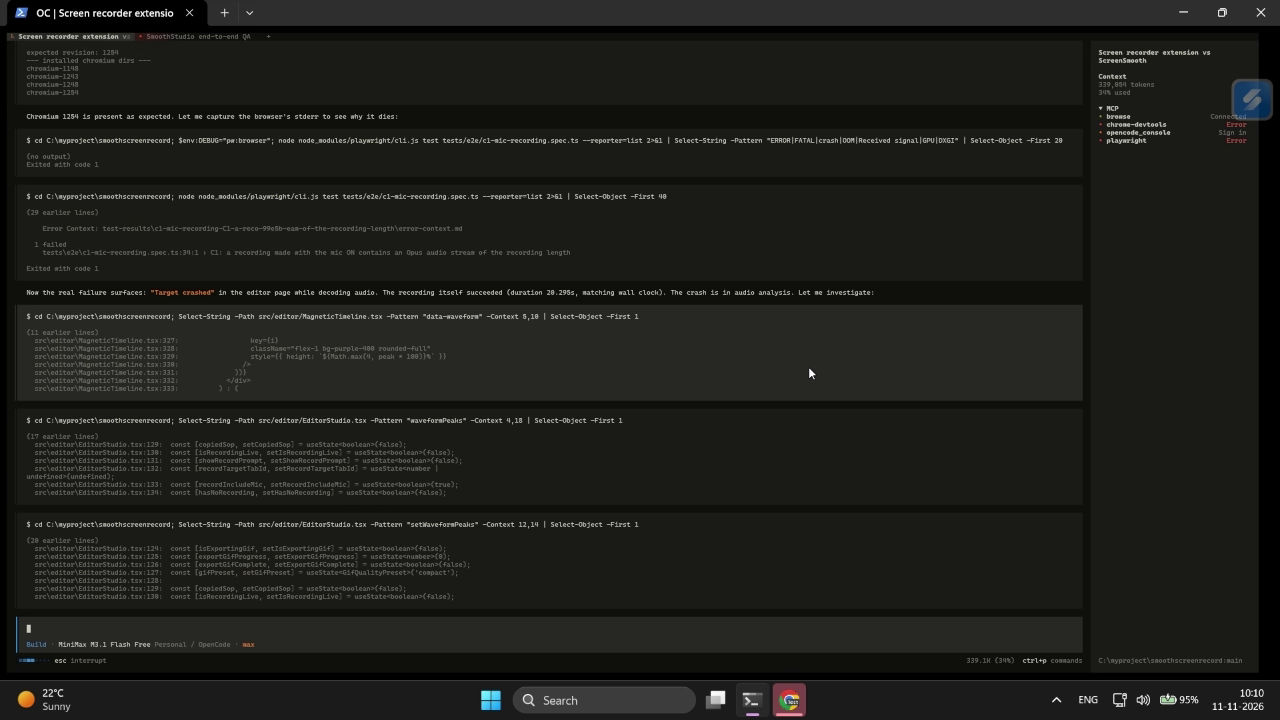 OC | Screen recorder extensio
Screen recorder extension vs
SmoothStudio end-to-end QA
+
expected revision: 1254
--- installed chromium dirs ---
chromium-1148
chromium-1243
chromium-1248
chromium-1254
Chromium 1254 is present as expected. Let me capture the browser's stderr to see why it dies:
$ cd C:\myproject\smoothscreenrecord; $env:DEBUG="pw:browser"; node node_modules/playwright/cli.js test tests/e2e/c1-mic-recording.spec.ts --reporter=list 2>&1 | Select-String -Pattern "ERROR|FATAL|crash|OOM|Received signal|GPU|DXGI" | Select-Object -First 20
(no output)
Exited with code 1
$ cd C:\myproject\smoothscreenrecord; node node_modules/playwright/cli.js test tests/e2e/c1-mic-recording.spec.ts --reporter=list 2>&1 | Select-Object -First 40
(29 earlier lines)
Error Context: test-results\c1-mic-recording-C1-a-reco-99e5b-eam-of-the-recording-length\error-context.md
1 failed
tests\e2e\c1-mic-recording.spec.ts:34:1 › C1: a recording made with the mic ON contains an Opus audio stream of the recording length
Exited with code 1
Now the real failure surfaces: "Target crashed" in the editor page while decoding audio. The recording itself succeeded (duration 20.295s, matching wall clock). The crash is in audio analysis. Let me investigate:
$ cd C:\myproject\smoothscreenrecord; Select-String -Path src/editor/MagneticTimeline.tsx -Pattern "data-waveform" -Context 5,10 | Select-Object -First 1
(11 earlier lines)
src\editor\MagneticTimeline.tsx:327: key={i}
src\editor\MagneticTimeline.tsx:328: className="flex-1 bg-purple-400 rounded-full"
src\editor\MagneticTimeline.tsx:329: style={{ height: `${Math.max(4, peak * 100)}%` }}
src\editor\MagneticTimeline.tsx:330: />
src\editor\MagneticTimeline.tsx:331: ))}
src\editor\MagneticTimeline.tsx:332: </div>
src\editor\MagneticTimeline.tsx:333: ) : (
$ cd C:\myproject\smoothscreenrecord; Select-String -Path src/editor/EditorStudio.tsx -Pattern "waveformPeaks" -Context 4,18 | Select-Object -First 1
(17 earlier lines)
src\editor\EditorStudio.tsx:129: const [copiedSop, setCopiedSop] = useState<boolean>(false);
src\editor\EditorStudio.tsx:130: const [isRecordingLive, setIsRecordingLive] = useState<boolean>(false);
src\editor\EditorStudio.tsx:131: const [showRecordPrompt, setShowRecordPrompt] = useState<boolean>(false);
src\editor\EditorStudio.tsx:132: const [recordTargetTabId, setRecordTargetTabId] = useState<number |
undefined>(undefined);
src\editor\EditorStudio.tsx:133: const [recordIncludeMic, setRecordIncludeMic] = useState<boolean>(true);
src\editor\EditorStudio.tsx:134: const [hasNoRecording, setHasNoRecording] = useState<boolean>(false);
$ cd C:\myproject\smoothscreenrecord; Select-String -Path src/editor/EditorStudio.tsx -Pattern "setWaveformPeaks" -Context 12,14 | Select-Object -First 1
(20 earlier lines)
src\editor\EditorStudio.tsx:124: const [isExportingGif, setIsExportingGif] = useState<boolean>(false);
src\editor\EditorStudio.tsx:125: const [exportGifProgress, setExportGifProgress] = useState<number>(0);
src\editor\EditorStudio.tsx:126: const [exportGifComplete, setExportGifComplete] = useState<boolean>(false);
src\editor\EditorStudio.tsx:127: const [gifPreset, setGifPreset] = useState<GifQualityPreset>('compact');
src\editor\EditorStudio.tsx:128:
src\editor\EditorStudio.tsx:129: const [copiedSop, setCopiedSop] = useState<boolean>(false);
src\editor\EditorStudio.tsx:130: const [isRecordingLive, setIsRecordingLive] = useState<boolean>(false);
Build · MiniMax M3.1 Flash Free Personal / OpenCode · max
esc interrupt
339.1K (34%) ctrl+p commands
Screen recorder extension vs
ScreenSmooth
Context
339,054 tokens
34% used
▼ MCP
• browse Connected
• chrome-devtools Error
• opencode_console Sign in
• playwright Error
C:\myproject\smoothscreenrecord:main
22°C
Sunny
Search
Test
ENG
95%
10:10
11-11-2026